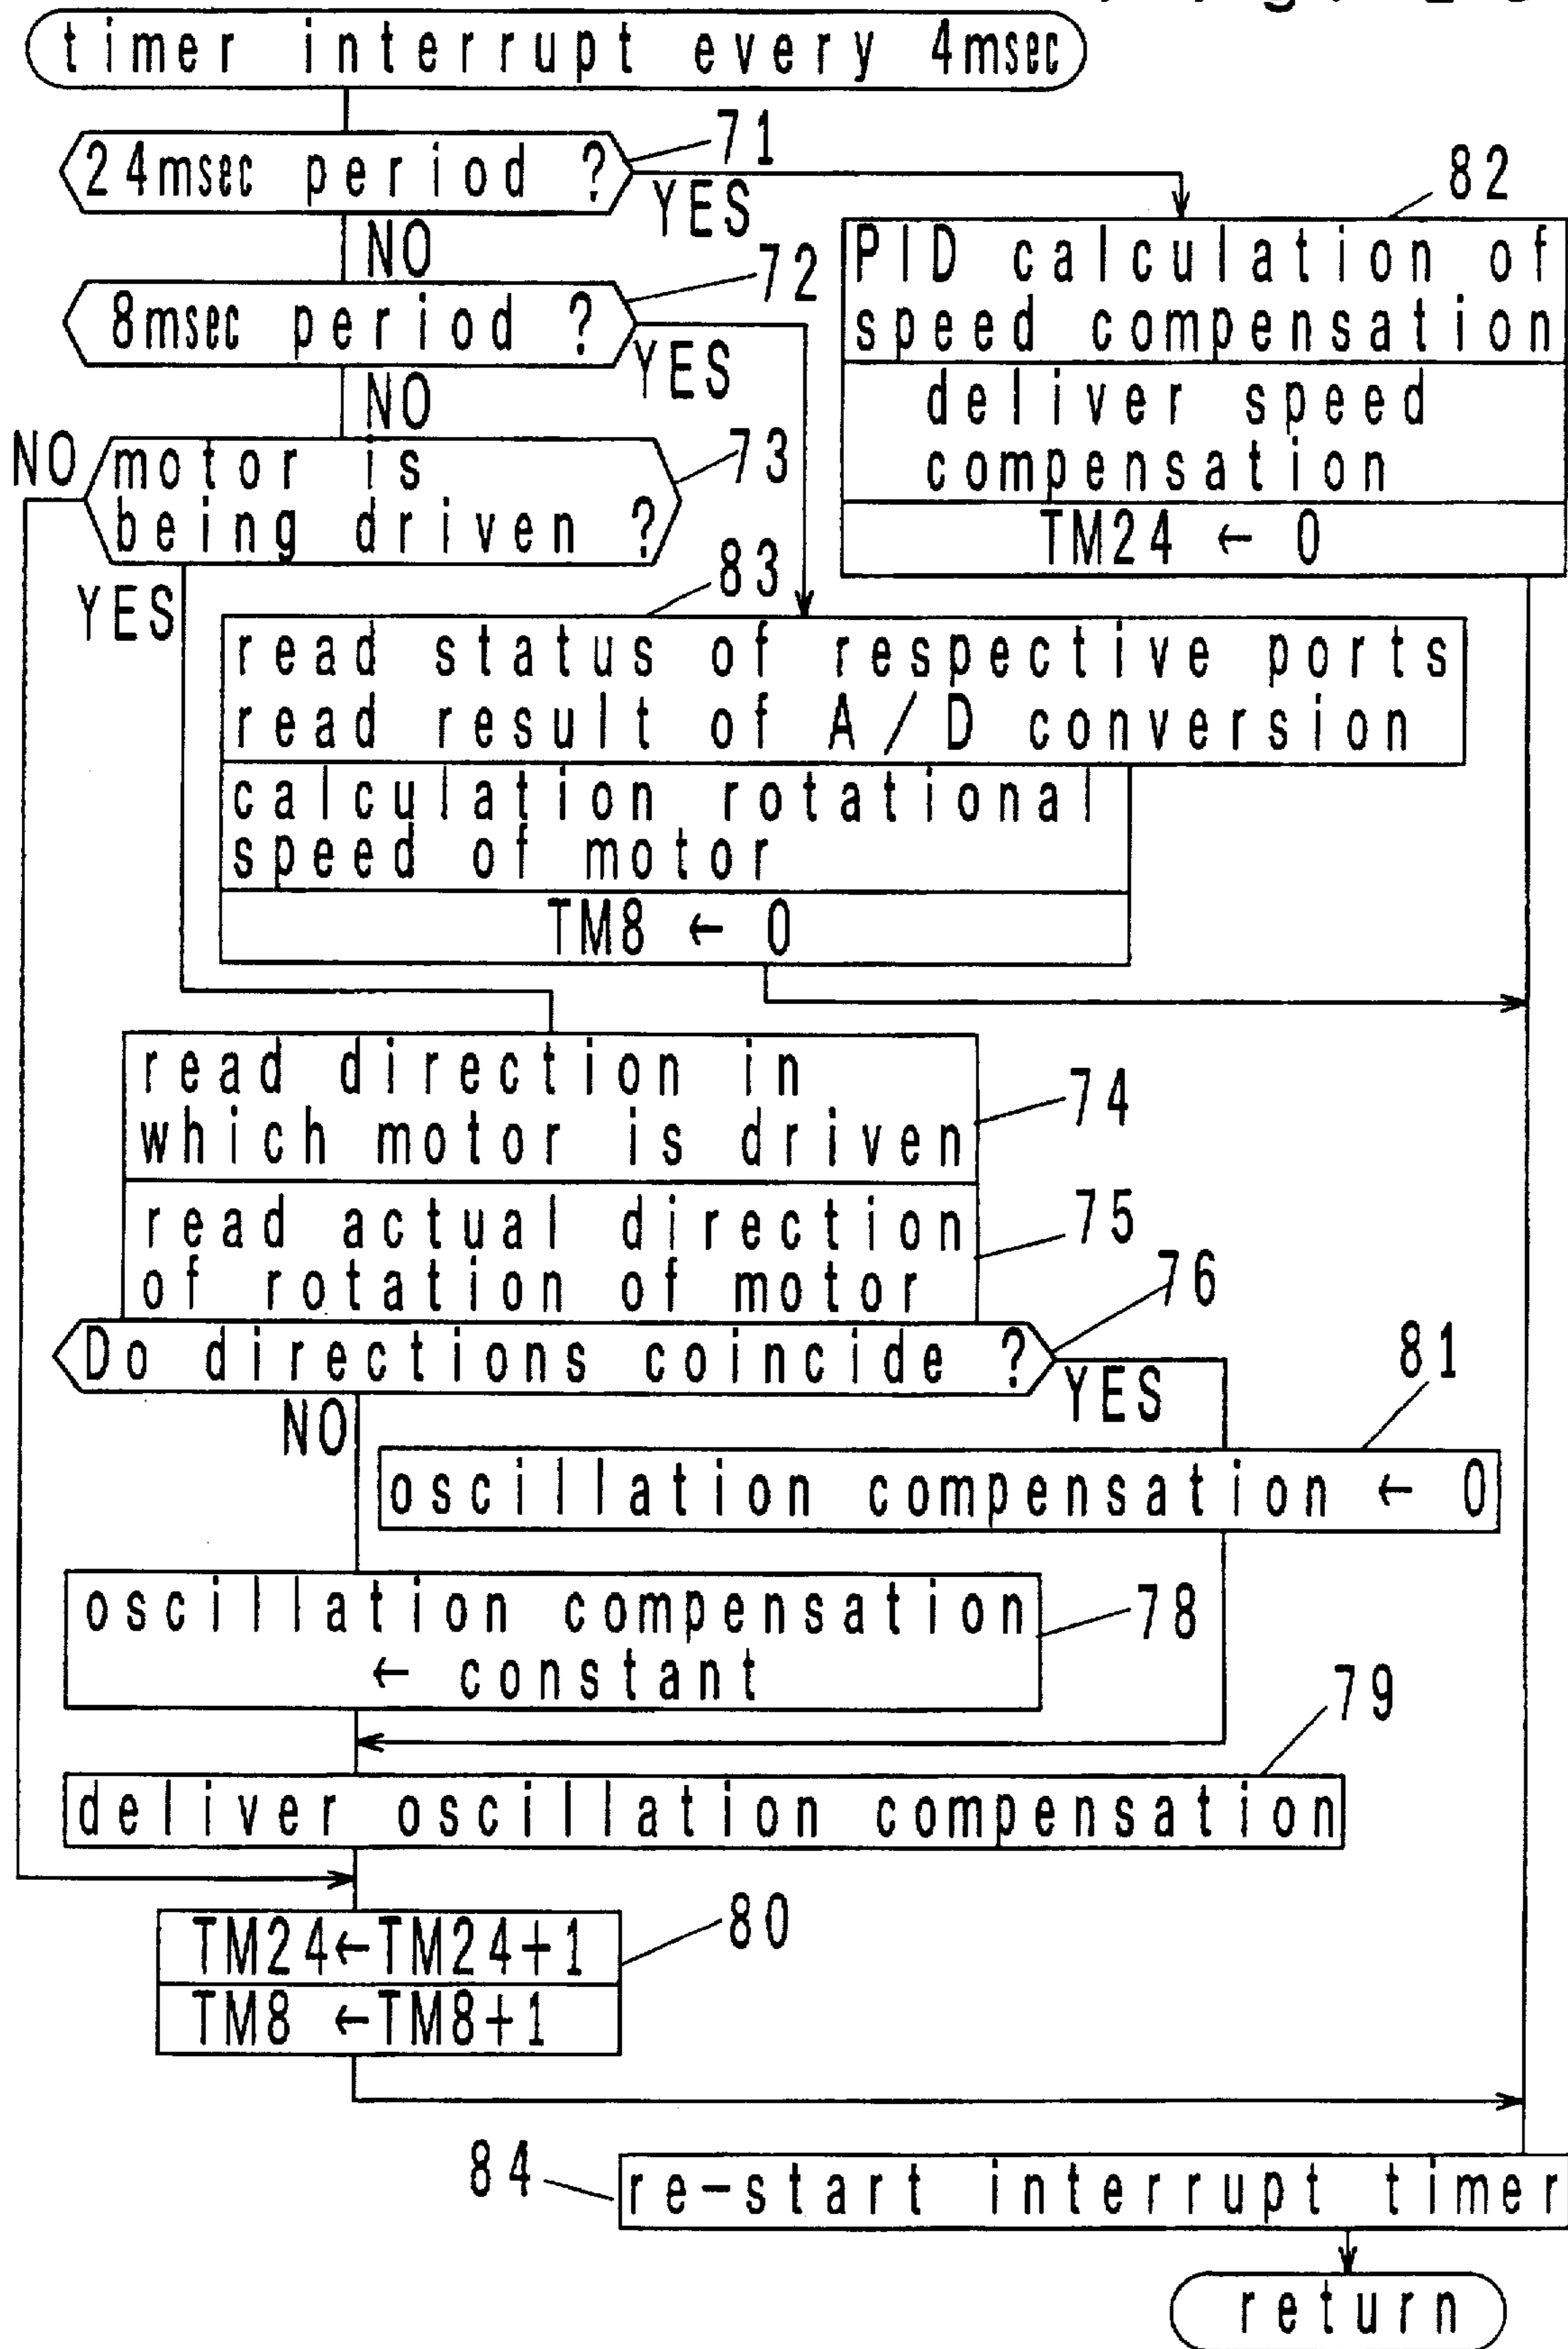 timer interrupt every 4msec
71
24msec period ?
YES
82
NO
PID calculation of
speed compensation
72
8msec period ?
YES
deliver speed
compensation
NO
NO
motor is
being driven ?
73
TM24 ← 0
YES
83
read status of respective ports
read result of A/D conversion
calculation rotational
speed of motor
TM8 ← 0
read direction in
which motor is driven
74
read actual direction
of rotation of motor
75
76
Do directions coincide ?
YES
81
NO
oscillation compensation ← 0
oscillation compensation
← constant
78
79
deliver oscillation compensation
TM24←TM24+1
80
TM8 ←TM8+1
84
re-start interrupt timer
return